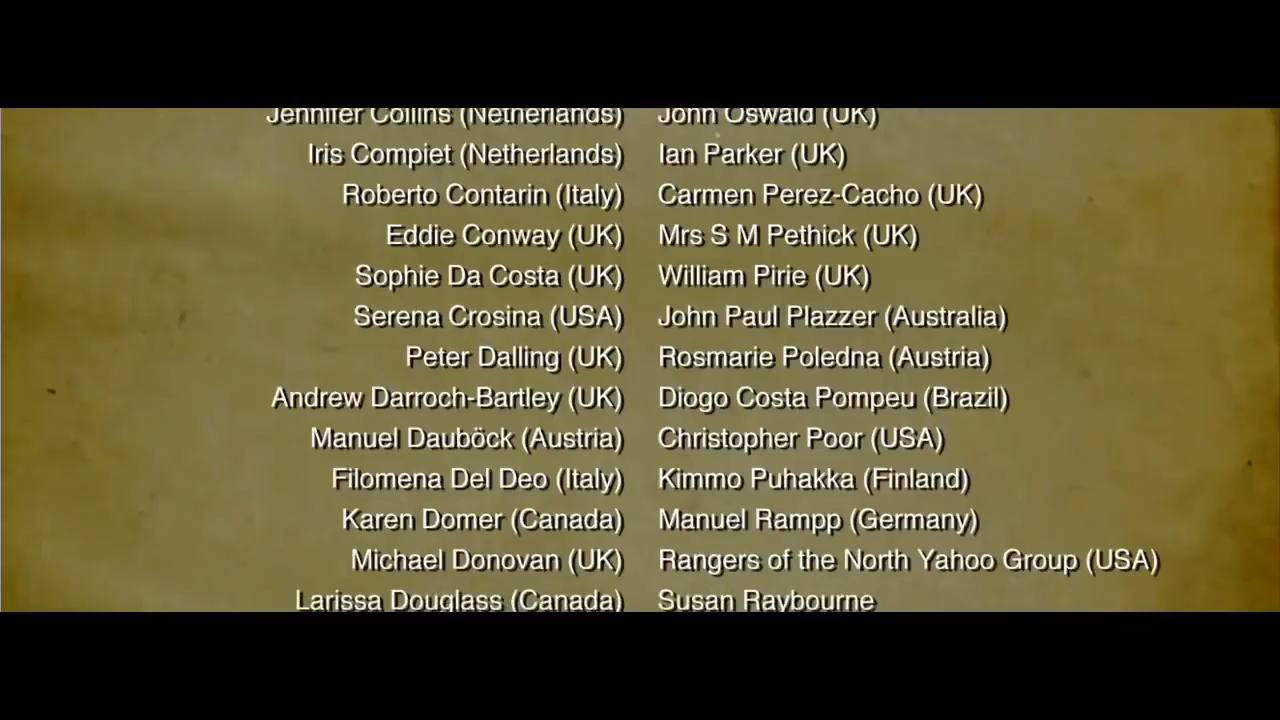 Jennifer Collins (Netherlands) John Oswald (UK)
Iris Compiet (Netherlands) Ian Parker (UK)
Roberto Contarin (Italy) Carmen Perez-Cacho (UK)
Eddie Conway (UK) Mrs S M Pethick (UK)
Sophie Da Costa (UK) William Pirie (UK)
Serena Crosina (USA) John Paul Plazzer (Australia)
Peter Dalling (UK) Rosmarie Poledna (Austria)
Andrew Darroch-Bartley (UK) Diogo Costa Pompeu (Brazil)
Manuel Dauböck (Austria) Christopher Poor (USA)
Filomena Del Deo (Italy) Kimmo Puhakka (Finland)
Karen Domer (Canada) Manuel Rampp (Germany)
Michael Donovan (UK) Rangers of the North Yahoo Group (USA)
Larissa Douglass (Canada) Susan Raybourne